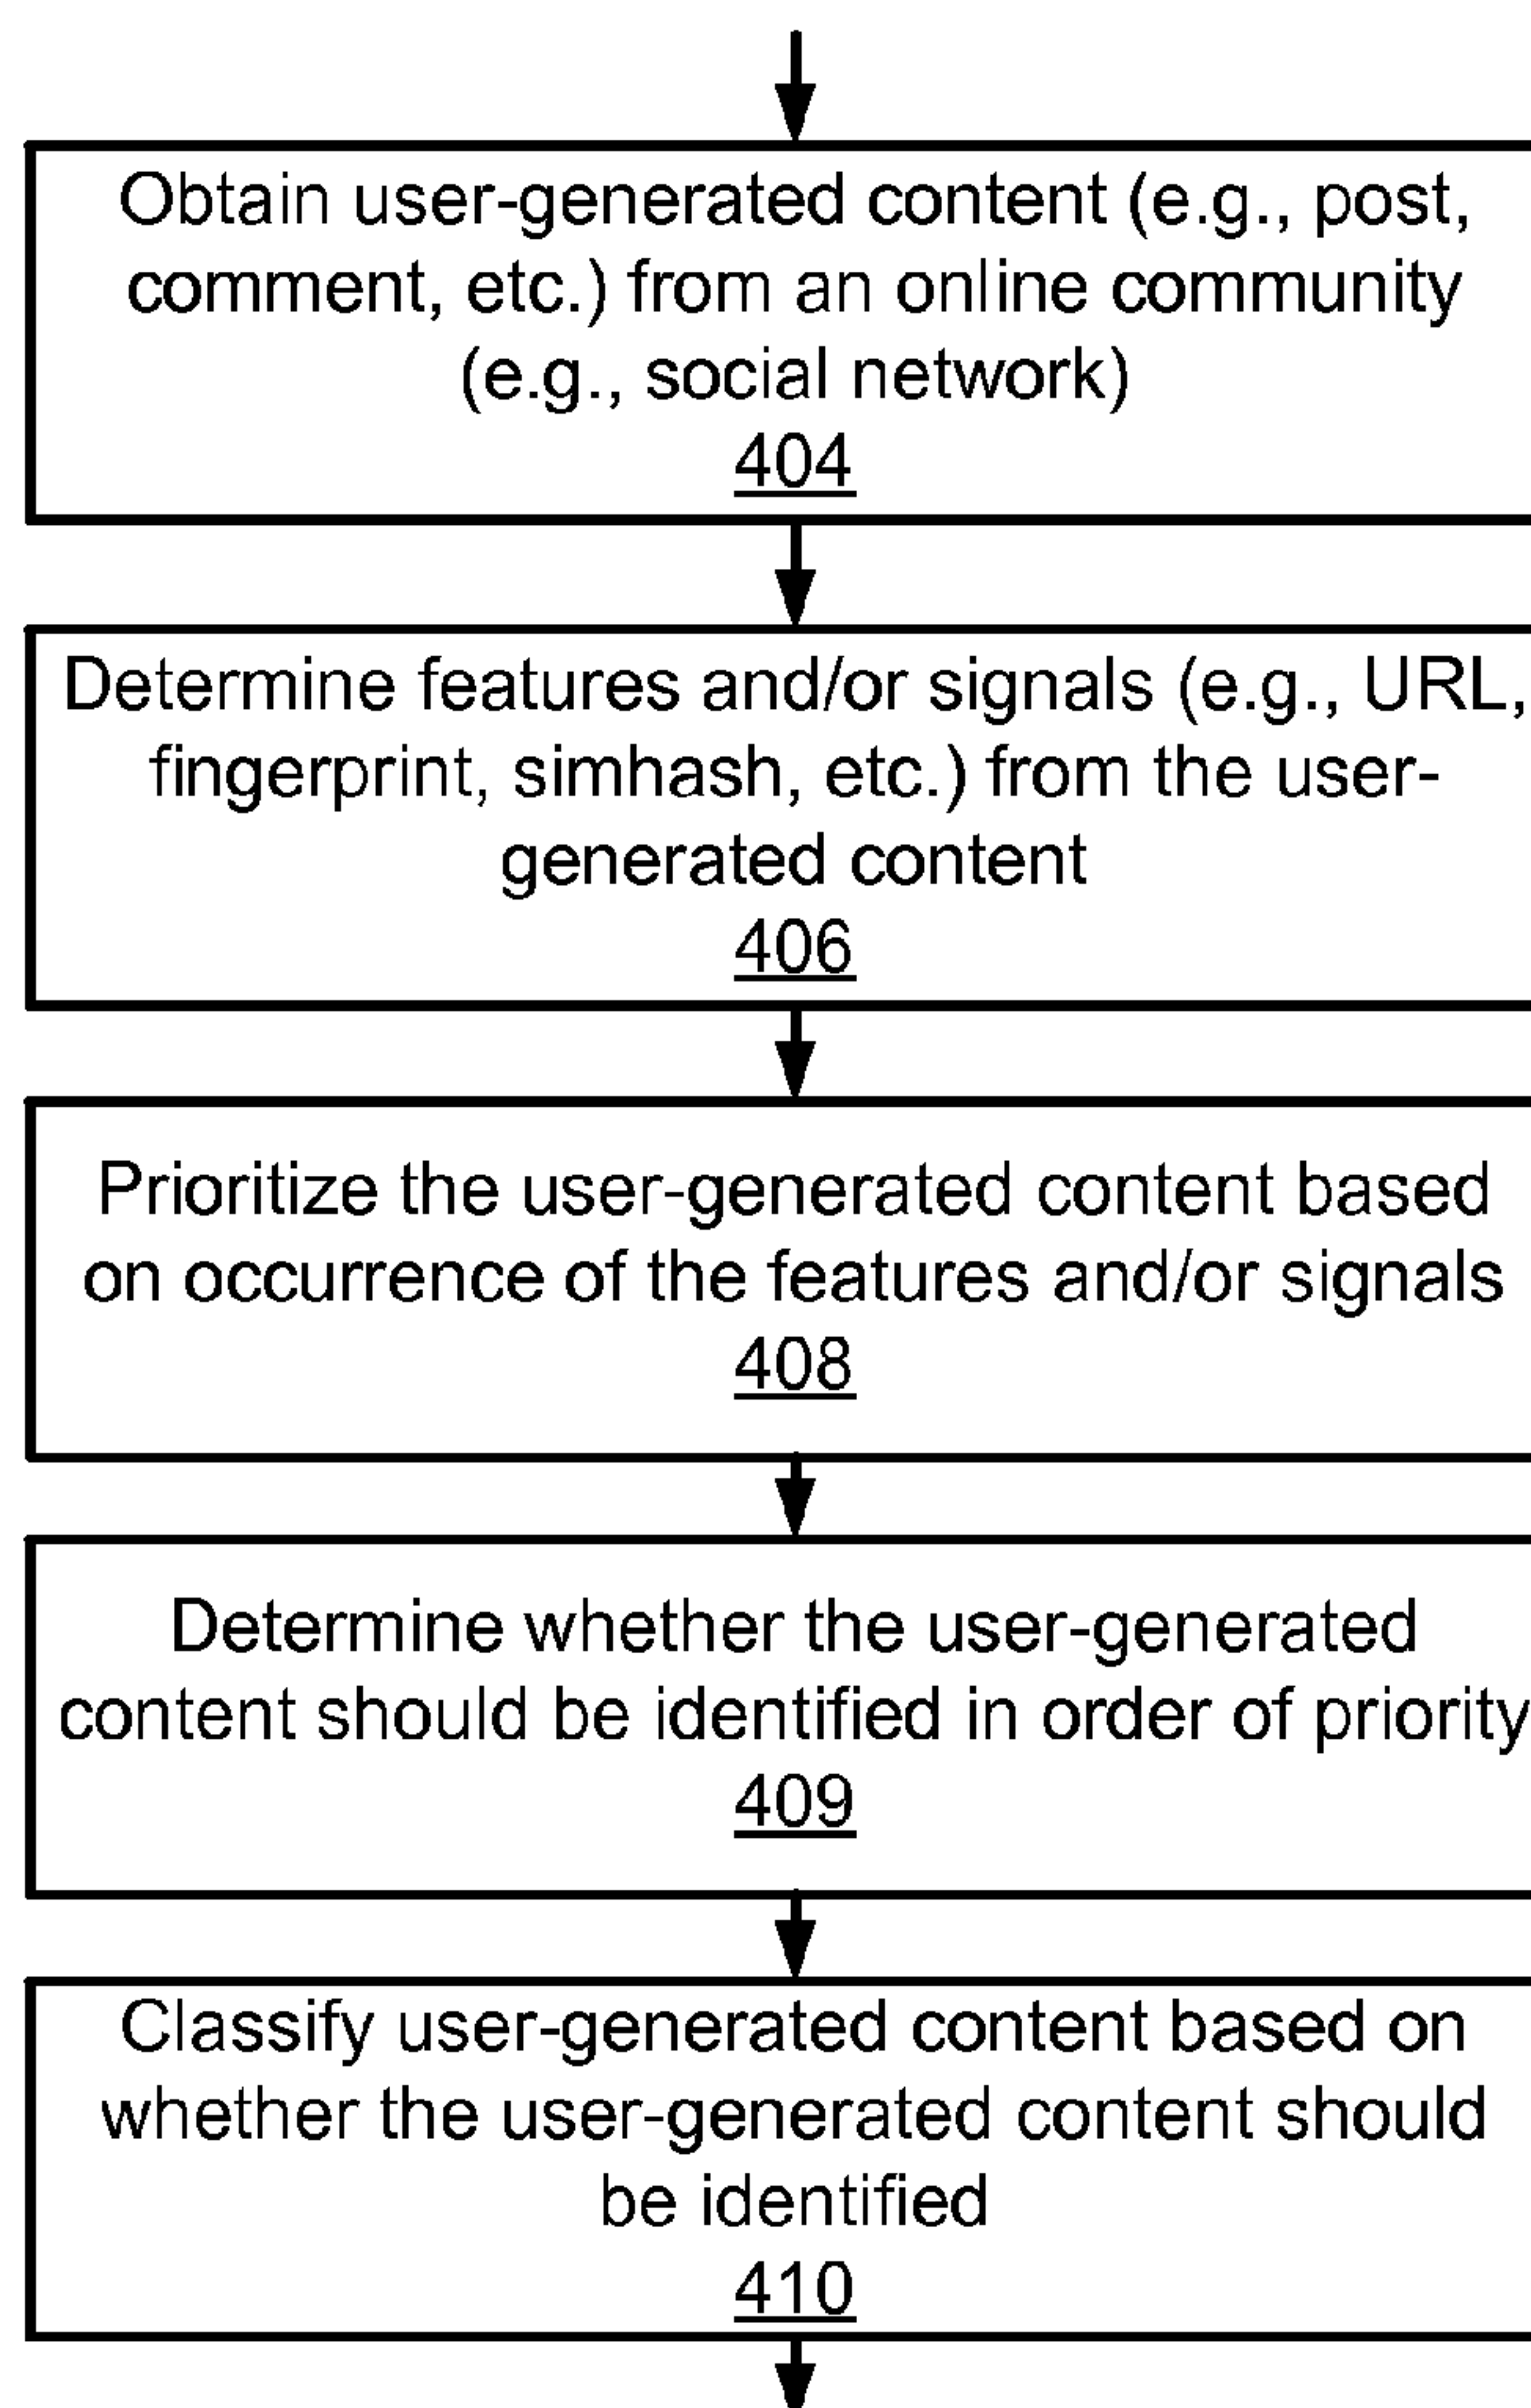 Obtain user-generated content (e.g., post,
comment, etc.) from an online community
(e.g., social network)
404
Determine features and/or signals (e.g., URL,
fingerprint, simhash, etc.) from the user-
generated content
406
Prioritize the user-generated content based
on occurrence of the features and/or signals
408
Determine whether the user-generated
content should be identified in order of priority
409
Classify user-generated content based on
whether the user-generated content should
be identified
410